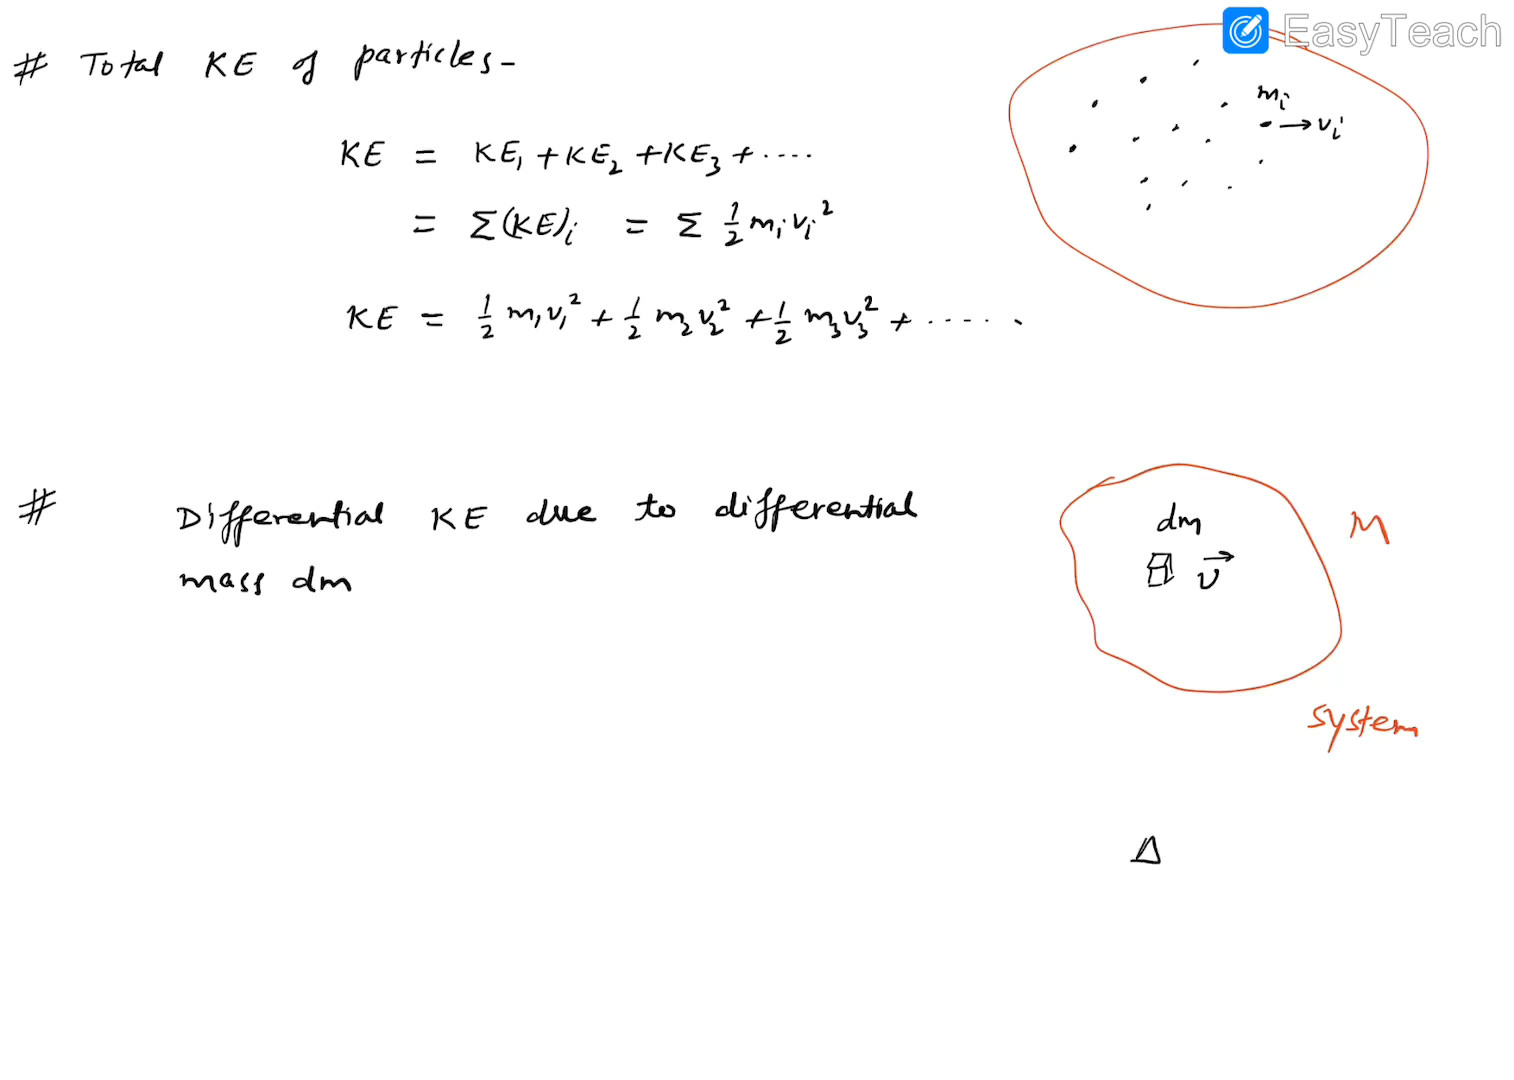 EasyTeach
# Total KE of particles-
mᵢ
→ vᵢ
KE = KE₁ + KE₂ + KE₃ + ....
= Σ(KE)ᵢ = Σ ½ mᵢ vᵢ²
KE = ½ m₁v₁² + ½ m₂v₂² + ½ m₃v₃² + ......
# Differential KE due to differential
mass dm
dm
v⃗
M
system
Δ